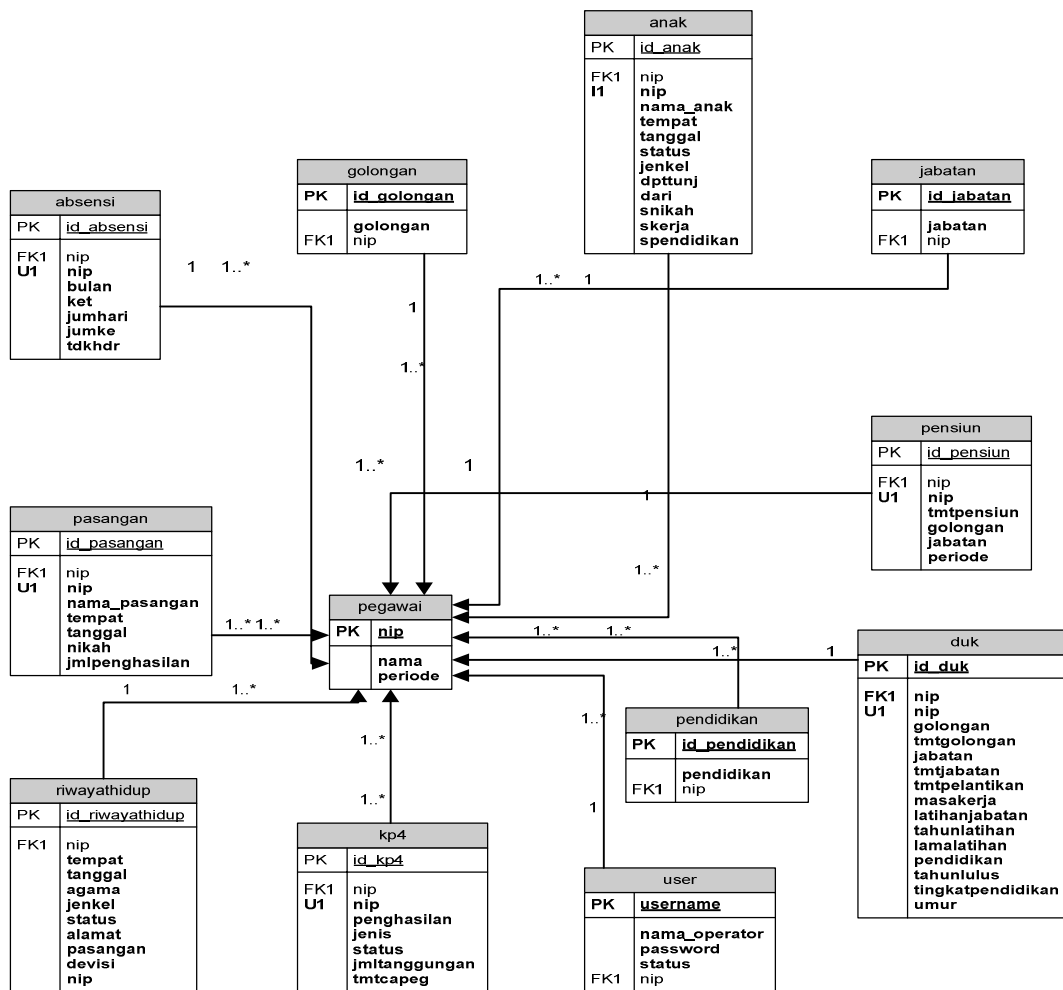 anak
PK id_anak
FK1 nip
I1 nip
nama_anak
tempat
tanggal
status
jenkel
dpttunj
dari
snikah
skerja
spendidikan
golongan
PK id_golongan
golongan
FK1 nip
jabatan
PK id_jabatan
jabatan
FK1 nip
absensi
PK id_absensi
FK1 nip
U1 nip
bulan
ket
jumhari
jumke
tdkhdr
1 1..*
1..* 1
1
1..*
1..* 1
1
1..*
pensiun
PK id_pensiun
FK1 nip
U1 nip
tmtpensiun
golongan
jabatan
periode
pasangan
PK id_pasangan
FK1 nip
U1 nip
nama_pasangan
tempat
tanggal
nikah
jmlpenghasilan
1..* 1..*
pegawai
PK nip
nama
periode
1..* 1..*
1..* 1
duk
PK id_duk
FK1 nip
U1 nip
golongan
tmtgolongan
jabatan
tmtjabatan
tmtpelantikan
masakerja
latihanjabatan
tahunlatihan
lamalatihan
pendidikan
tahunlulus
tingkatpendidikan
umur
1 1..*
1..*
1..*
1..*
1
pendidikan
PK id_pendidikan
pendidikan
FK1 nip
riwayathidup
PK id_riwayathidup
FK1 nip
tempat
tanggal
agama
jenkel
status
alamat
pasangan
devisi
nip
kp4
PK id_kp4
FK1 nip
U1 nip
penghasilan
jenis
status
jmltanggungan
tmtcapeg
user
PK username
nama_operator
password
status
FK1 nip